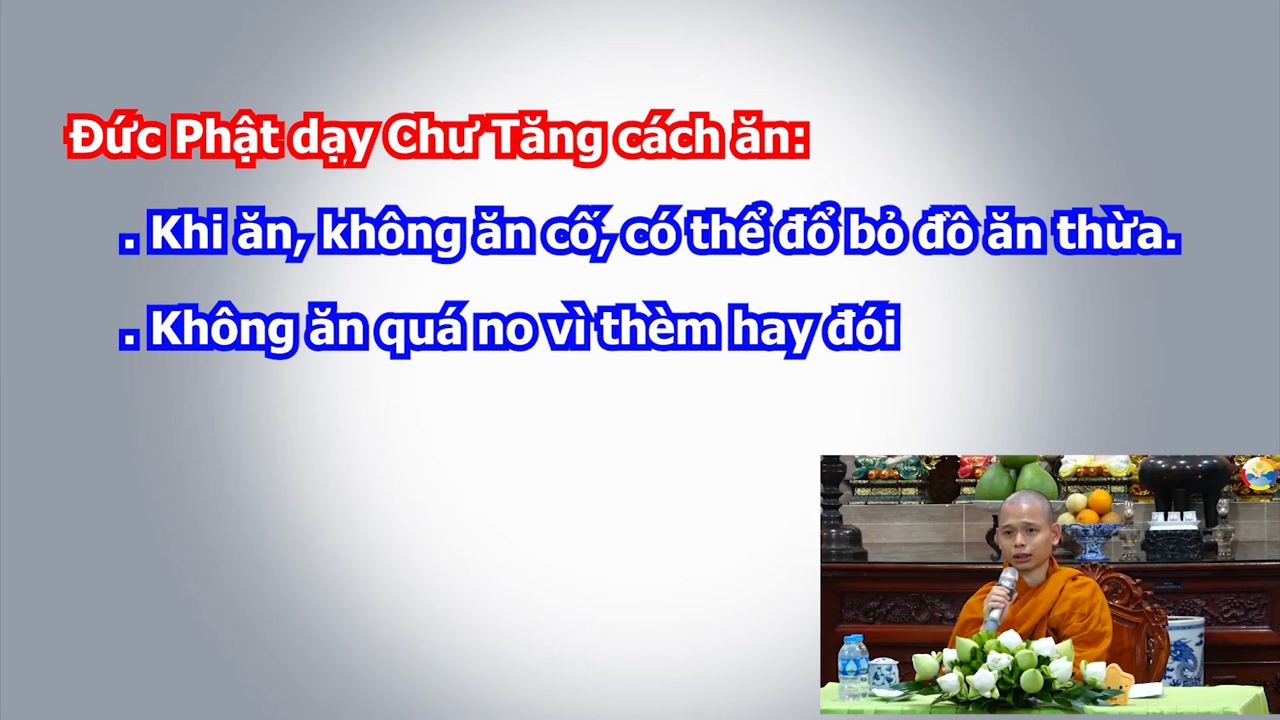 Đức Phật dạy Chư Tăng cách ăn:
. Khi ăn, không ăn cố, có thể đổ bỏ đồ ăn thừa.
. Không ăn quá no vì thèm hay đói